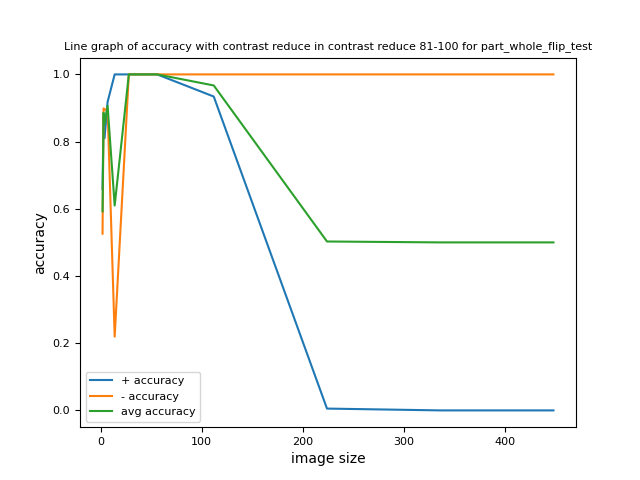 Line graph of accuracy with contrast reduce in contrast reduce 81-100 for part_whole_flip_test
1.0
0.8
0.6
0.4
0.2
0.0
accuracy
+ accuracy
- accuracy
avg accuracy
0 100 200 300 400
image size